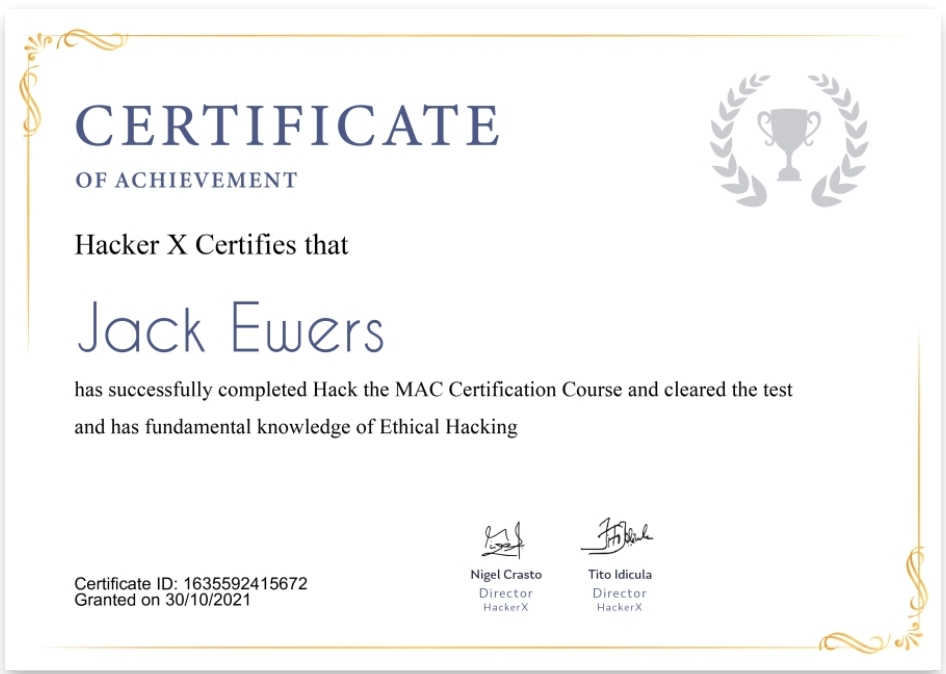 CERTIFICATE
OF ACHIEVEMENT
Hacker X Certifies that
Jack Ewers
has successfully completed Hack the MAC Certification Course and cleared the test
and has fundamental knowledge of Ethical Hacking
Certificate ID: 1635592415672
Granted on 30/10/2021
Nigel Crasto
Director
HackerX
Tito Idicula
Director
HackerX